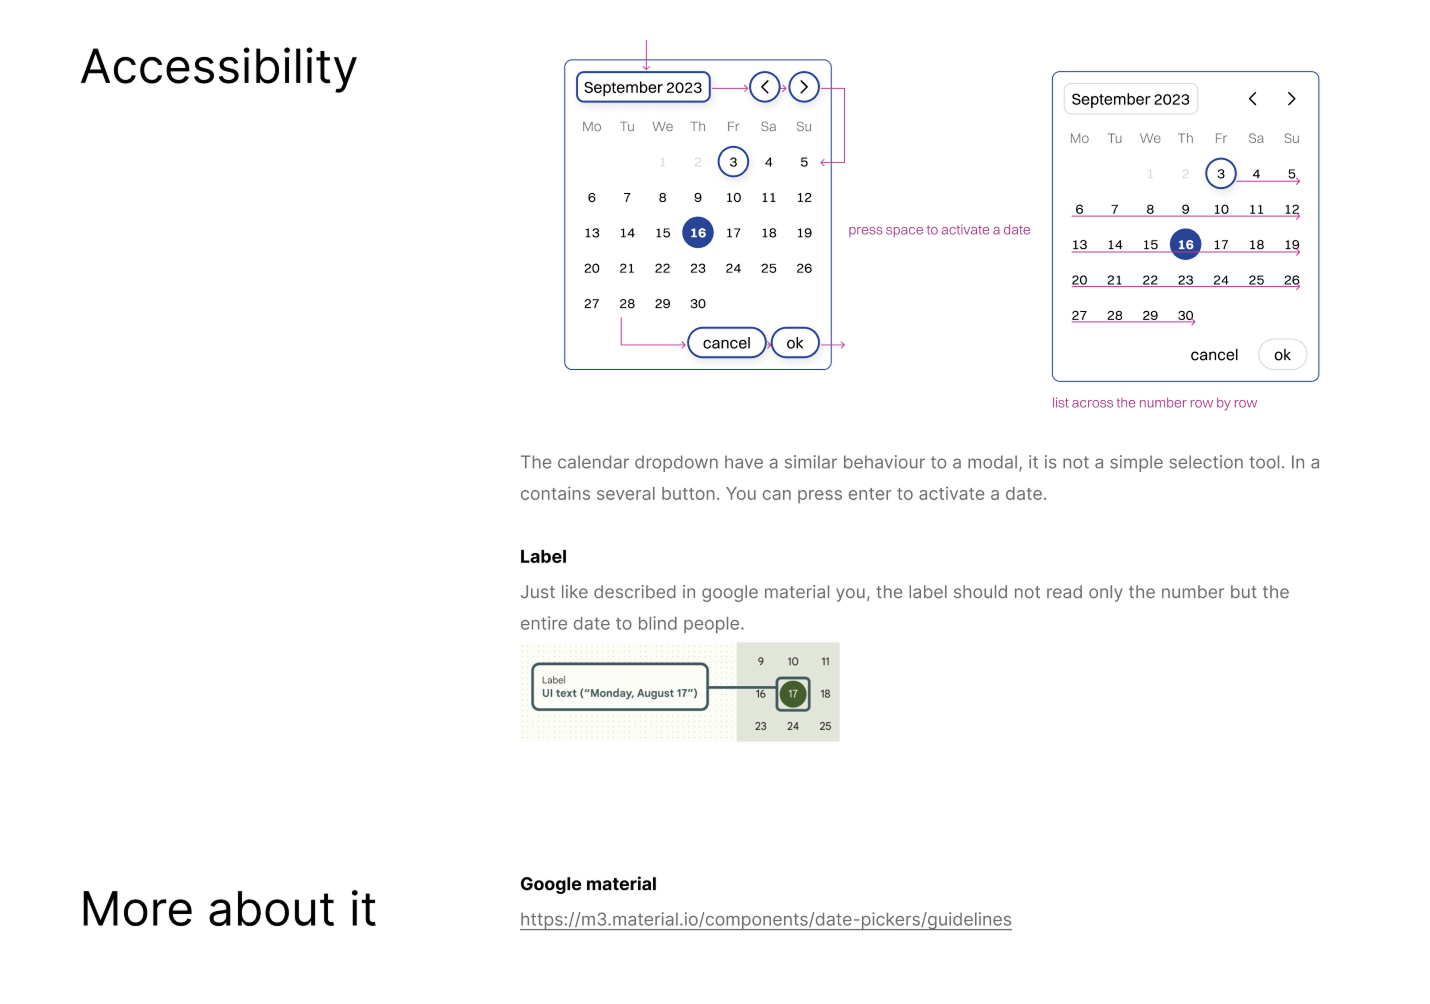 Accessibility
September 2023
Mo Tu We Th Fr Sa Su
1 2 3 4 5
6 7 8 9 10 11 12
13 14 15 16 17 18 19
20 21 22 23 24 25 26
27 28 29 30
cancel ok
press space to activate a date
September 2023
Mo Tu We Th Fr Sa Su
1 2 3 4 5
6 7 8 9 10 11 12
13 14 15 16 17 18 19
20 21 22 23 24 25 26
27 28 29 30
cancel ok
list across the number row by row
The calendar dropdown have a similar behaviour to a modal, it is not a simple selection tool. In a
contains several button. You can press enter to activate a date.
Label
Just like described in google material you, the label should not read only the number but the
entire date to blind people.
Label
UI text (“Monday, August 17”)
9 10 11
16 17 18
23 24 25
More about it
Google material
https://m3.material.io/components/date-pickers/guidelines